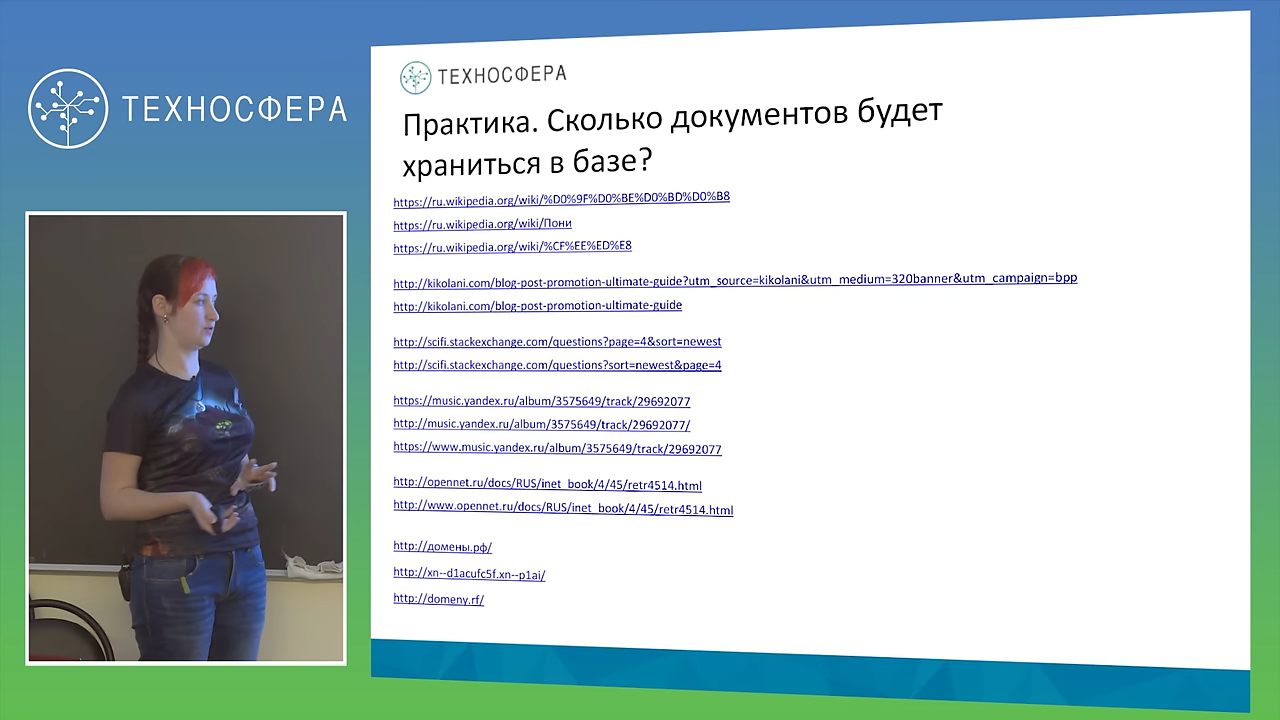 ТЕХНОСФЕРА
ТЕХНОСФЕРА
Практика. Сколько документов будет
храниться в базе?
https://ru.wikipedia.org/wiki/%D0%9F%D0%BE%D0%BD%D0%B8
https://ru.wikipedia.org/wiki/Пони
https://ru.wikipedia.org/wiki/%CF%EE%ED%E8
http://kikolani.com/blog-post-promotion-ultimate-guide?utm_source=kikolani&utm_medium=320banner&utm_campaign=bpp
http://kikolani.com/blog-post-promotion-ultimate-guide
http://scifi.stackexchange.com/questions?page=4&sort=newest
http://scifi.stackexchange.com/questions?sort=newest&page=4
https://music.yandex.ru/album/3575649/track/29692077
http://music.yandex.ru/album/3575649/track/29692077/
https://www.music.yandex.ru/album/3575649/track/29692077
http://opennet.ru/docs/RUS/inet_book/4/45/retr4514.html
http://www.opennet.ru/docs/RUS/inet_book/4/45/retr4514.html
http://домены.рф/
http://xn--d1acufc5f.xn--p1ai/
http://domeny.rf/